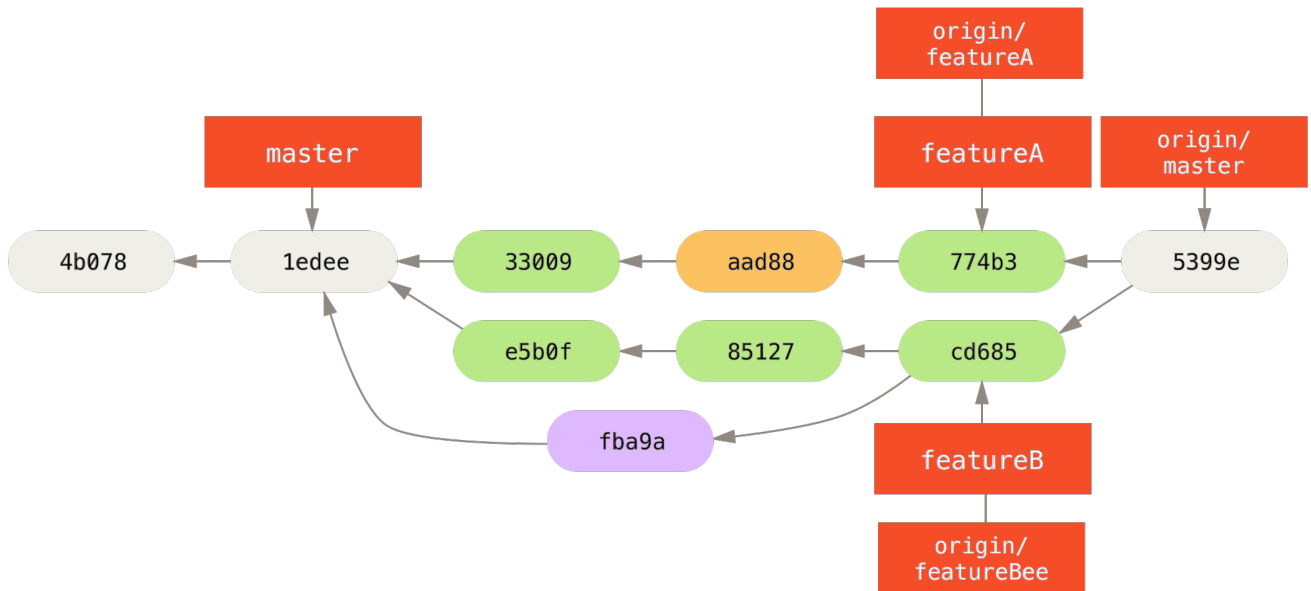 origin/
featureA
master
featureA
origin/
master
4b078
1edee
33009
aad88
774b3
5399e
e5b0f
85127
cd685
fba9a
featureB
origin/
featureBee